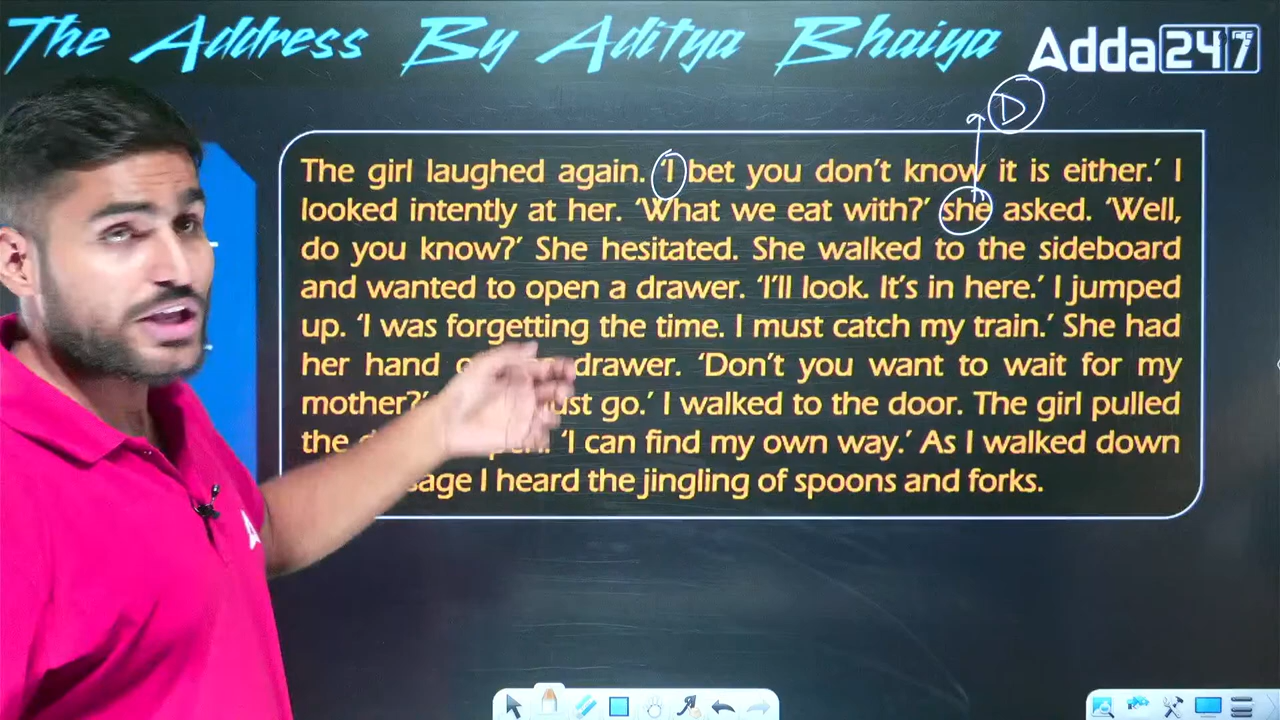 The Address By Aditya Bhaiya
Adda247
D
The girl laughed again. 'I bet you don't know it is either.' I
looked intently at her. 'What we eat with?' she asked. 'Well,
do you know?' She hesitated. She walked to the sideboard
and wanted to open a drawer. 'I'll look. It's in here.' I jumped
up. 'I was forgetting the time. I must catch my train.' She had
her hand drawer. 'Don't you want to wait for my
mother?' go.' I walked to the door. The girl pulled
the 'I can find my own way.' As I walked down
I heard the jingling of spoons and forks.